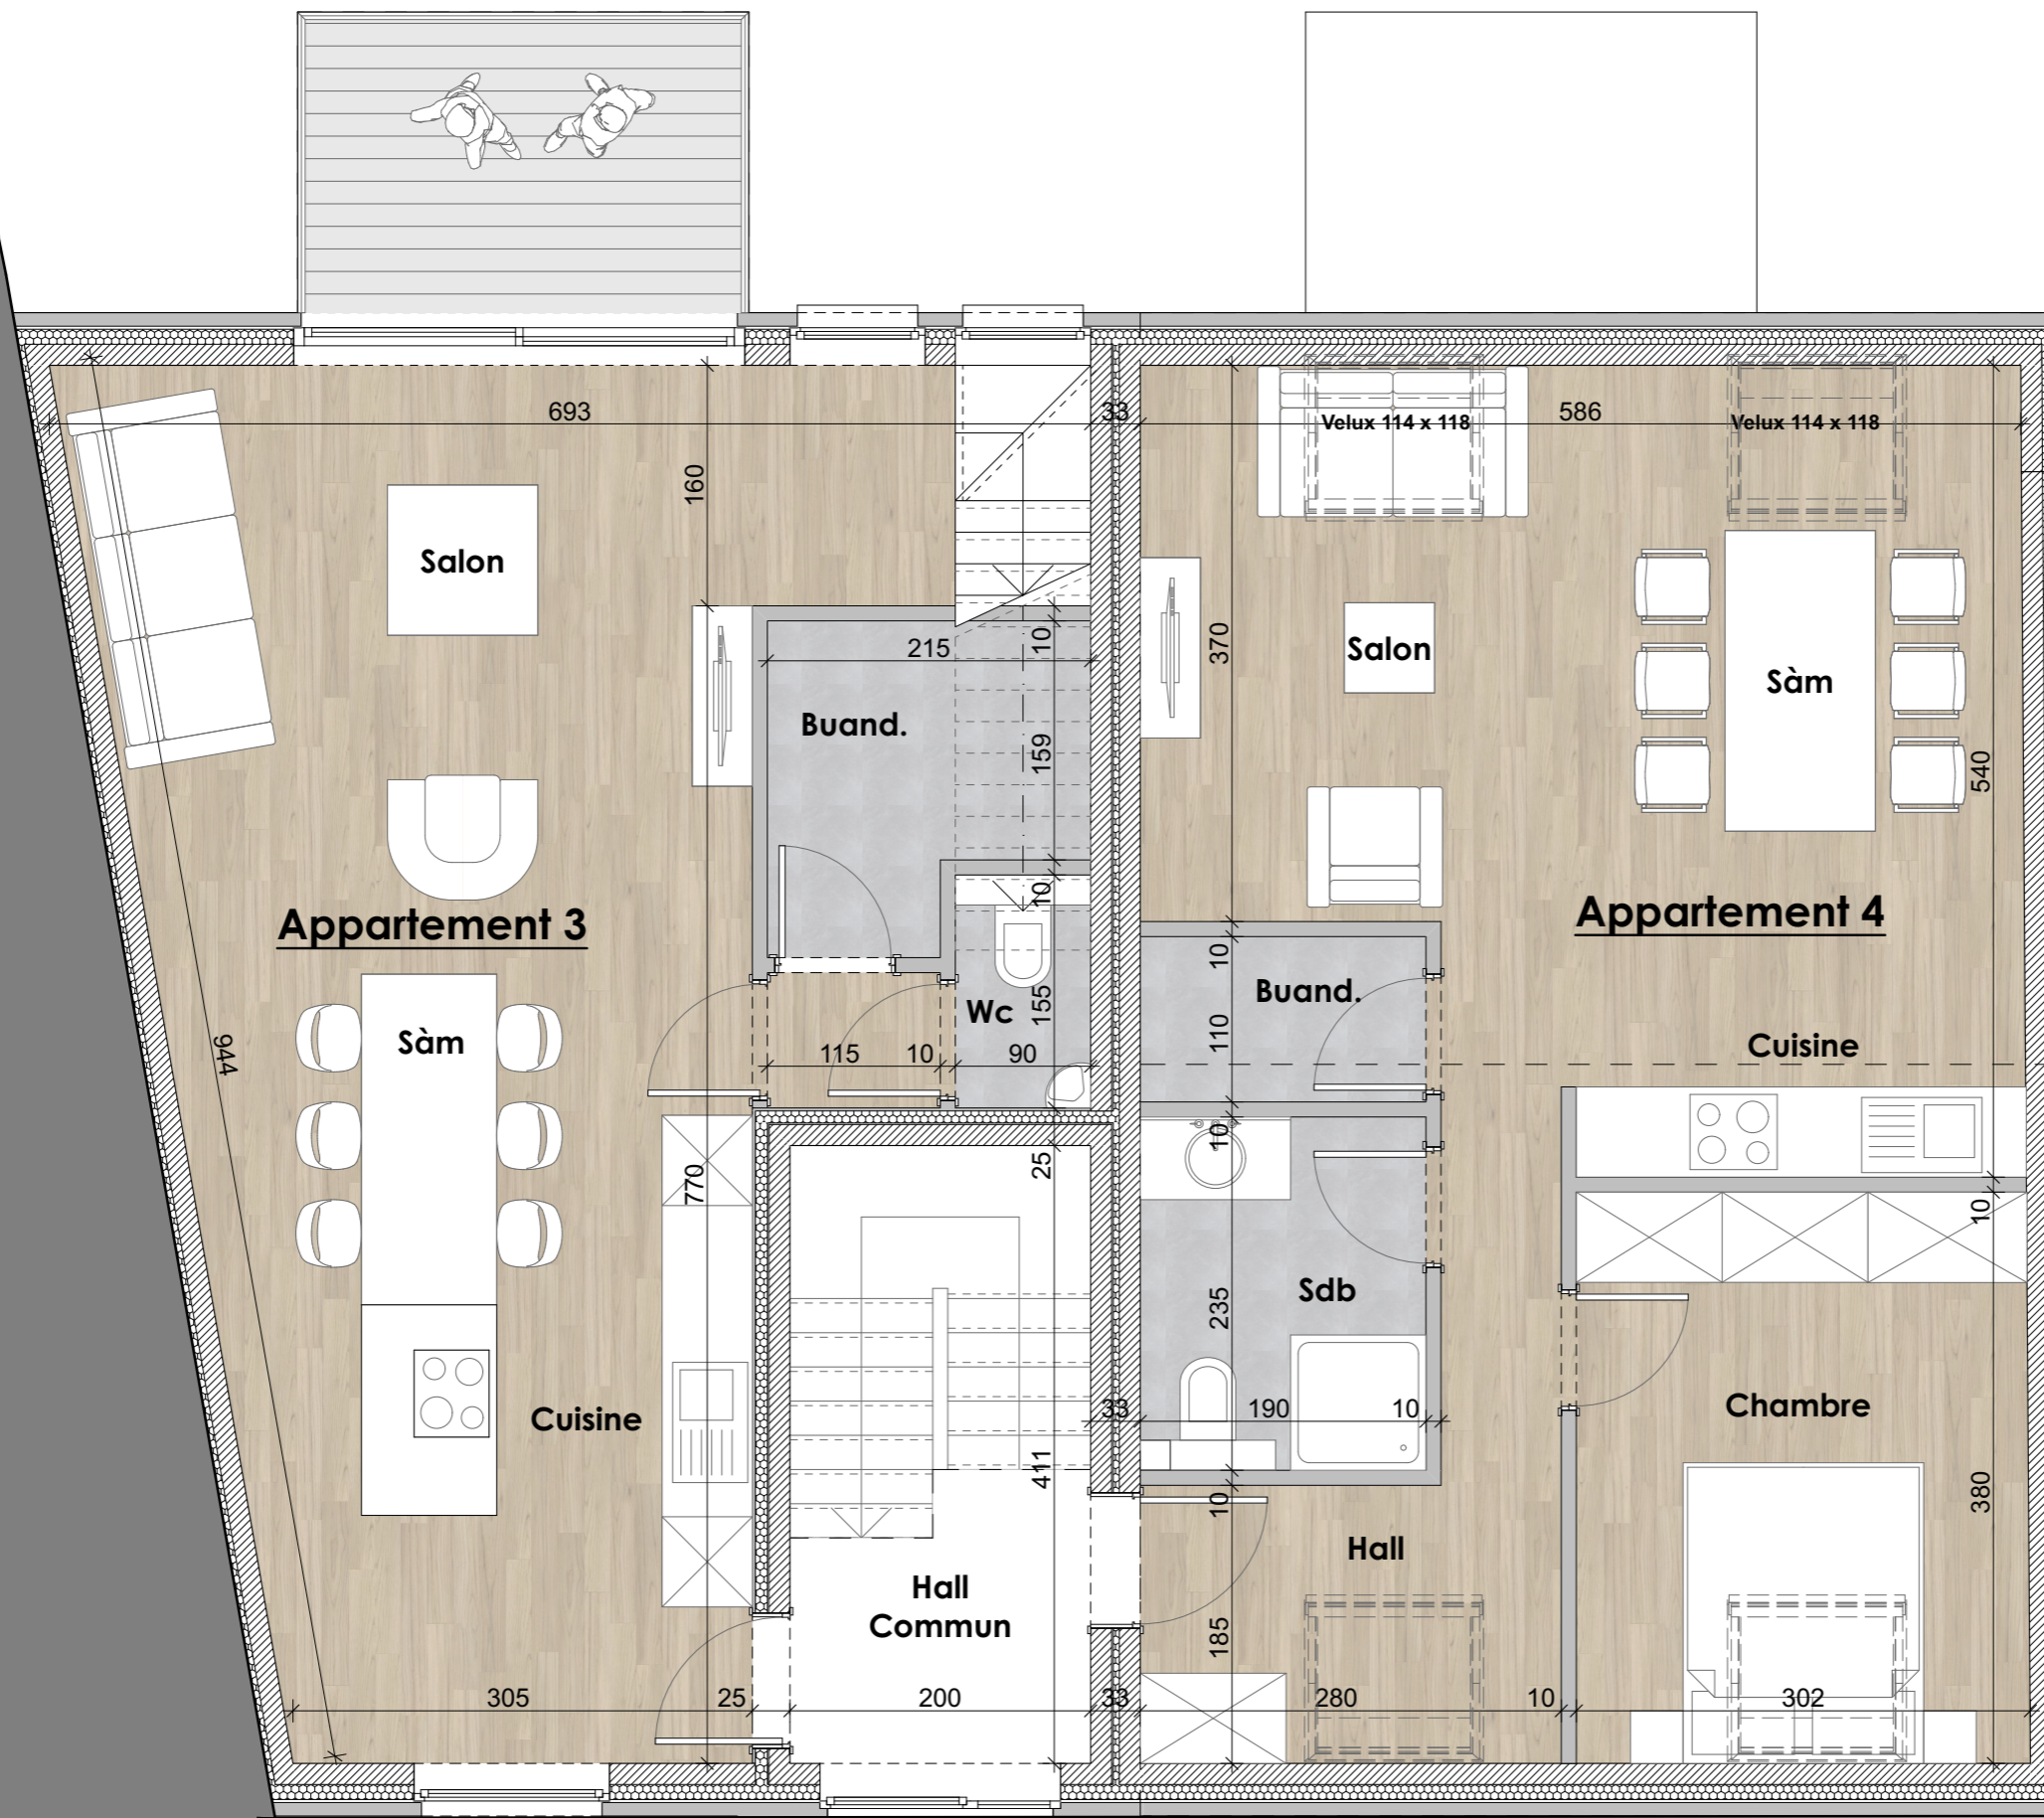 693
33
586
Velux 114 x 118
Velux 114 x 118
160
Salon
10
215
370
Salon
Sàm
Buand.
159
540
10
Appartement 3
Appartement 4
10
Buand.
155
Wc
110
Sàm
944
115
10
90
Cuisine
10
25
770
10
235
Sdb
Cuisine
33
190
10
Chambre
411
10
380
Hall
Hall
Commun
185
305
25
200
33
280
10
302